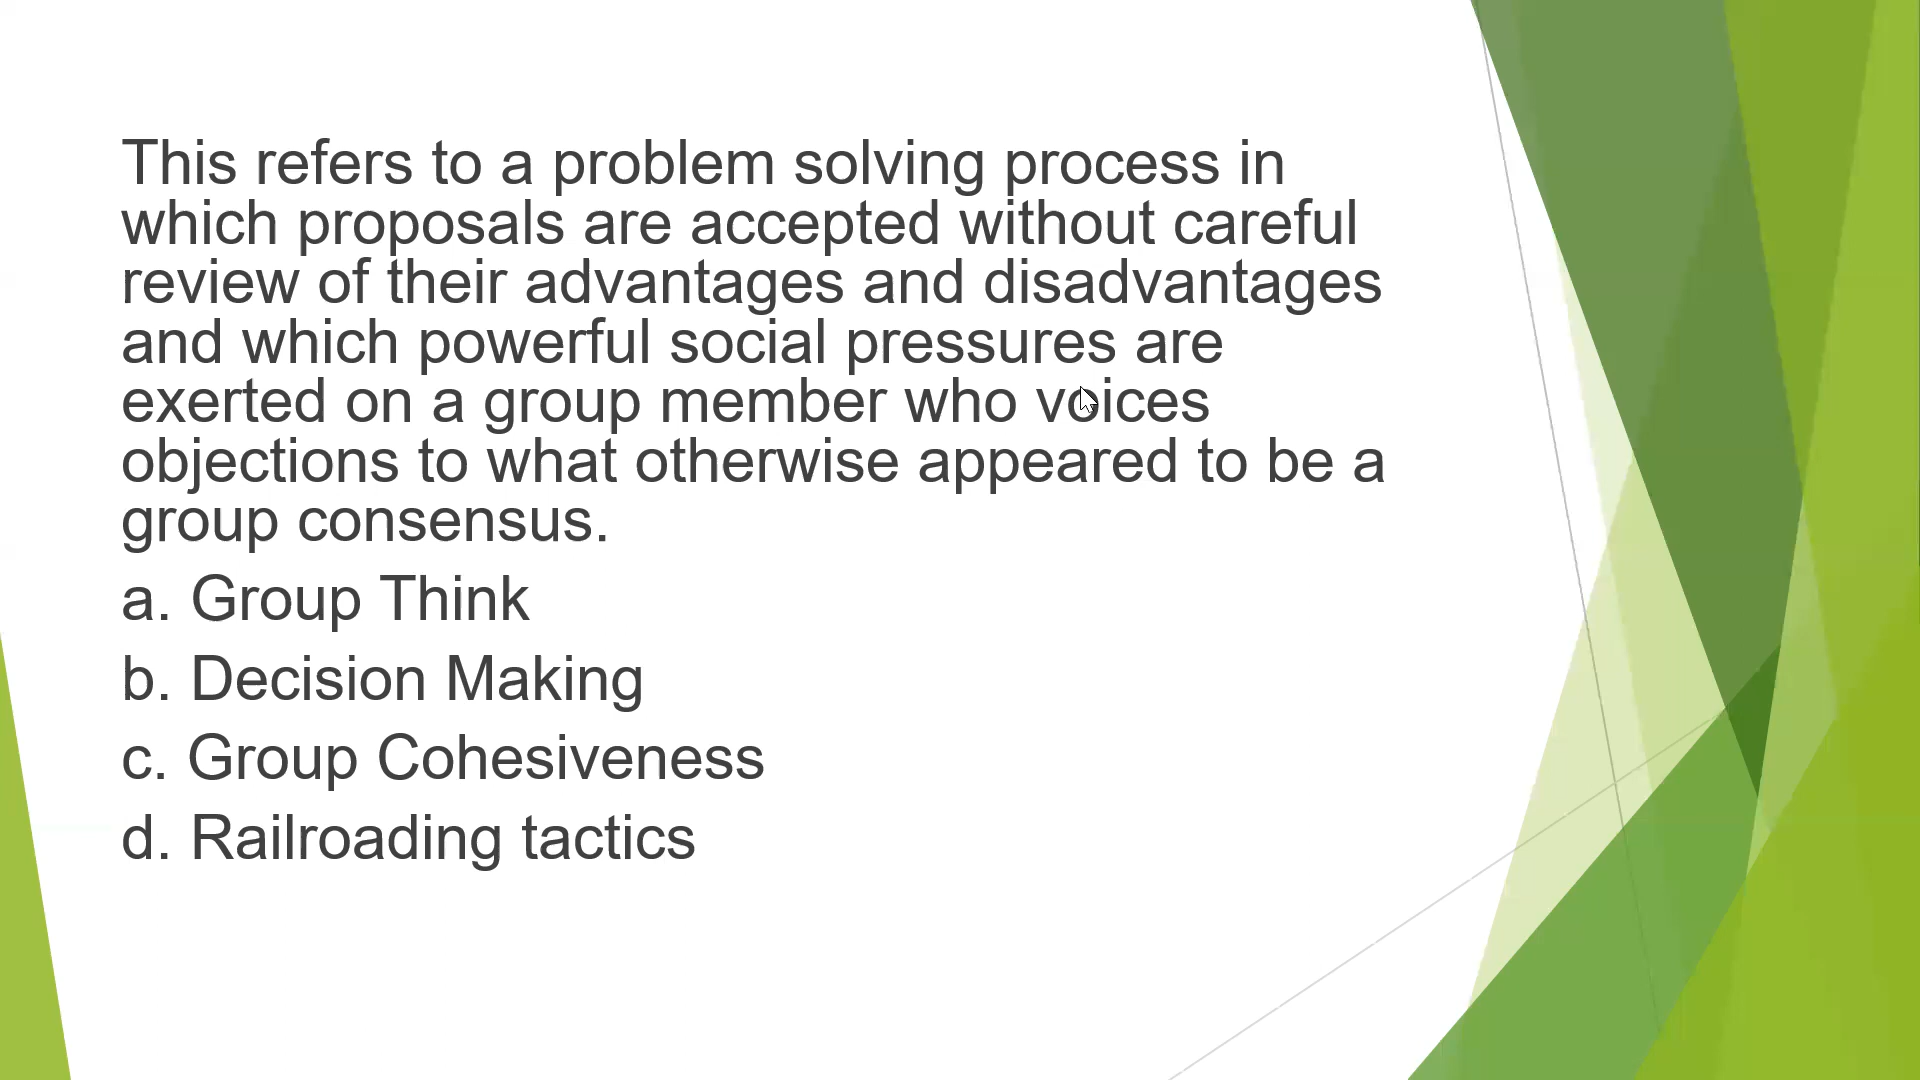 This refers to a problem solving process in
which proposals are accepted without careful
review of their advantages and disadvantages
and which powerful social pressures are
exerted on a group member who voices
objections to what otherwise appeared to be a
group consensus.
a. Group Think
b. Decision Making
c. Group Cohesiveness
d. Railroading tactics